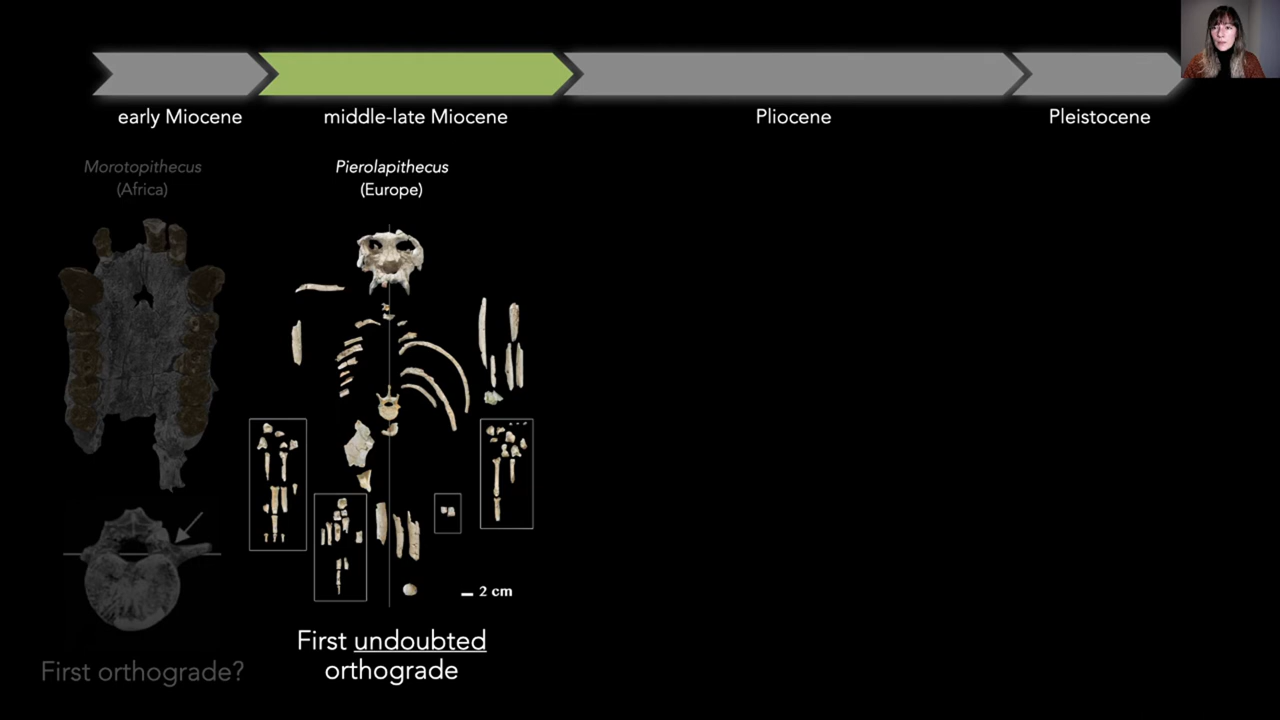 early Miocene
middle-late Miocene
Pliocene
Pleistocene
Morotopithecus
(Africa)
Pierolapithecus
(Europe)
2 cm
First orthograde?
First undoubted
orthograde